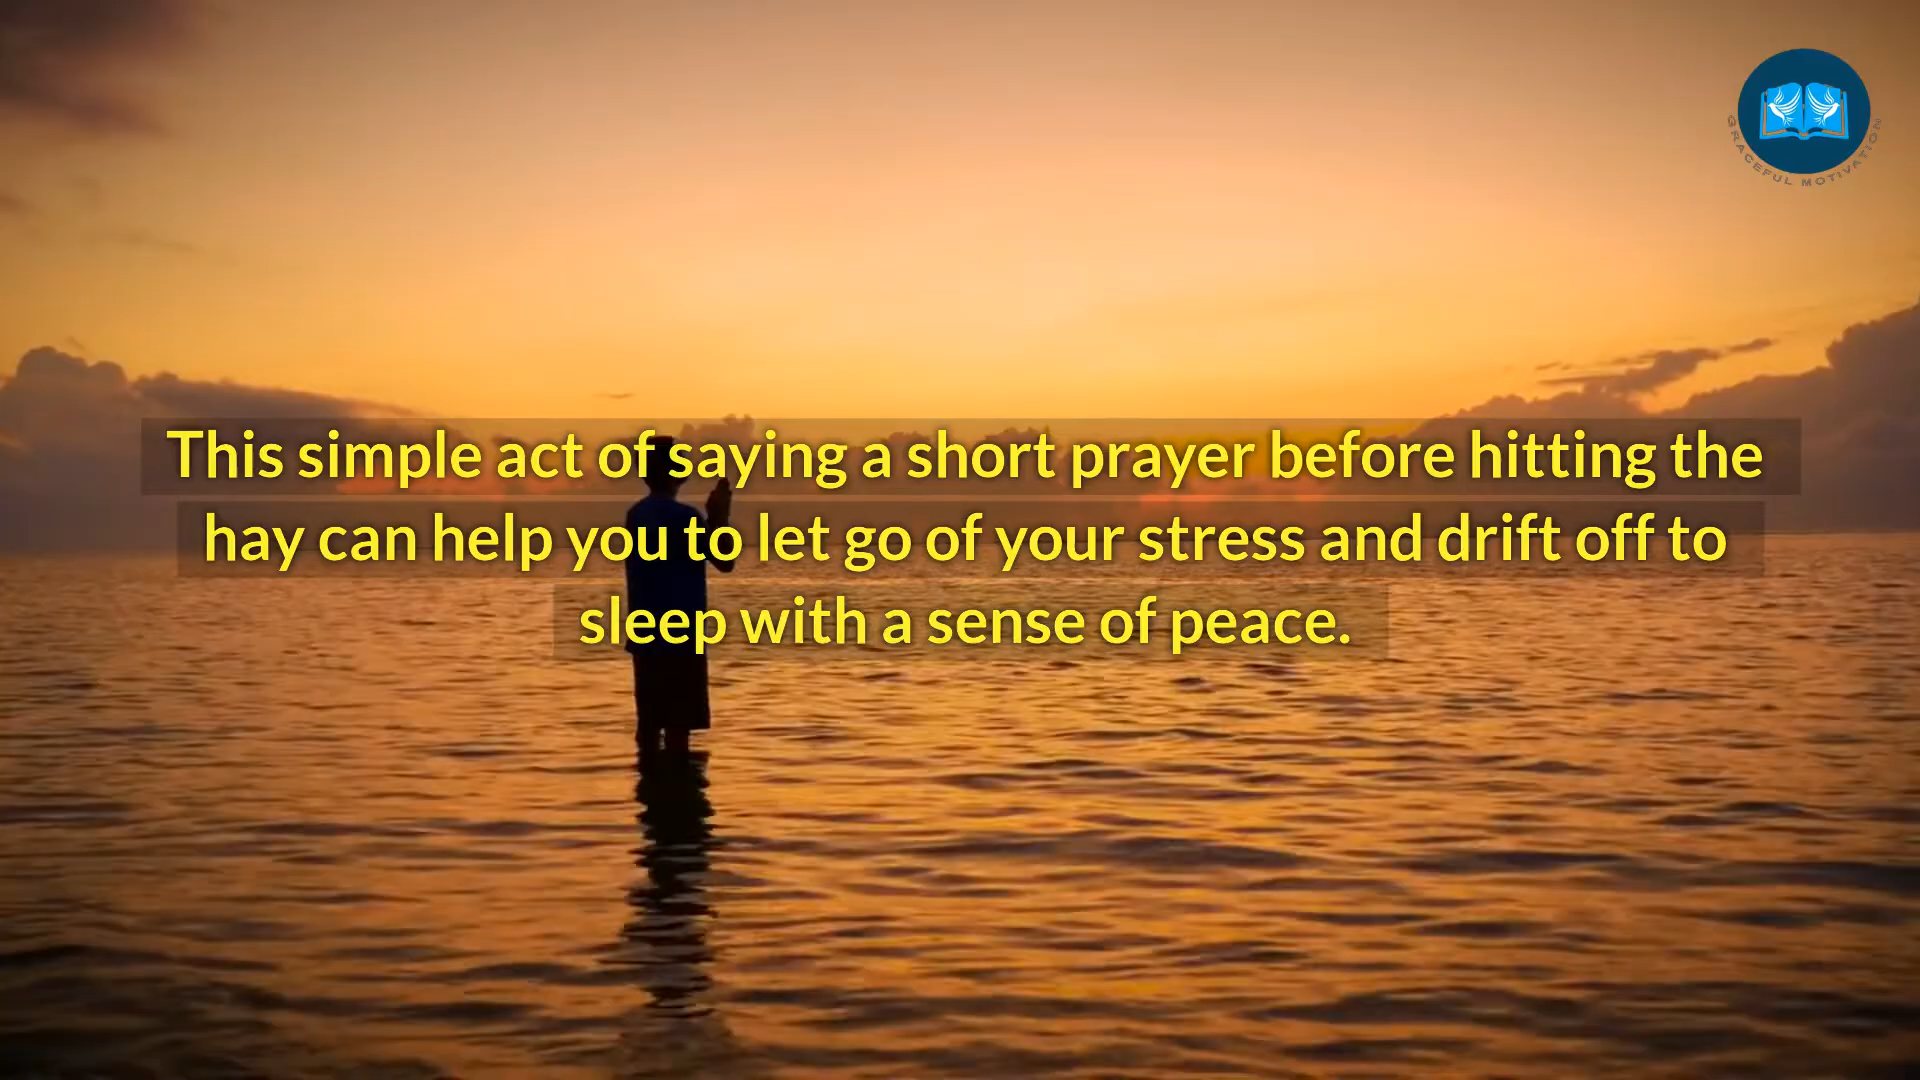 GRACEFUL MOTIVATION
This simple act of saying a short prayer before hitting the
hay can help you to let go of your stress and drift off to
sleep with a sense of peace.